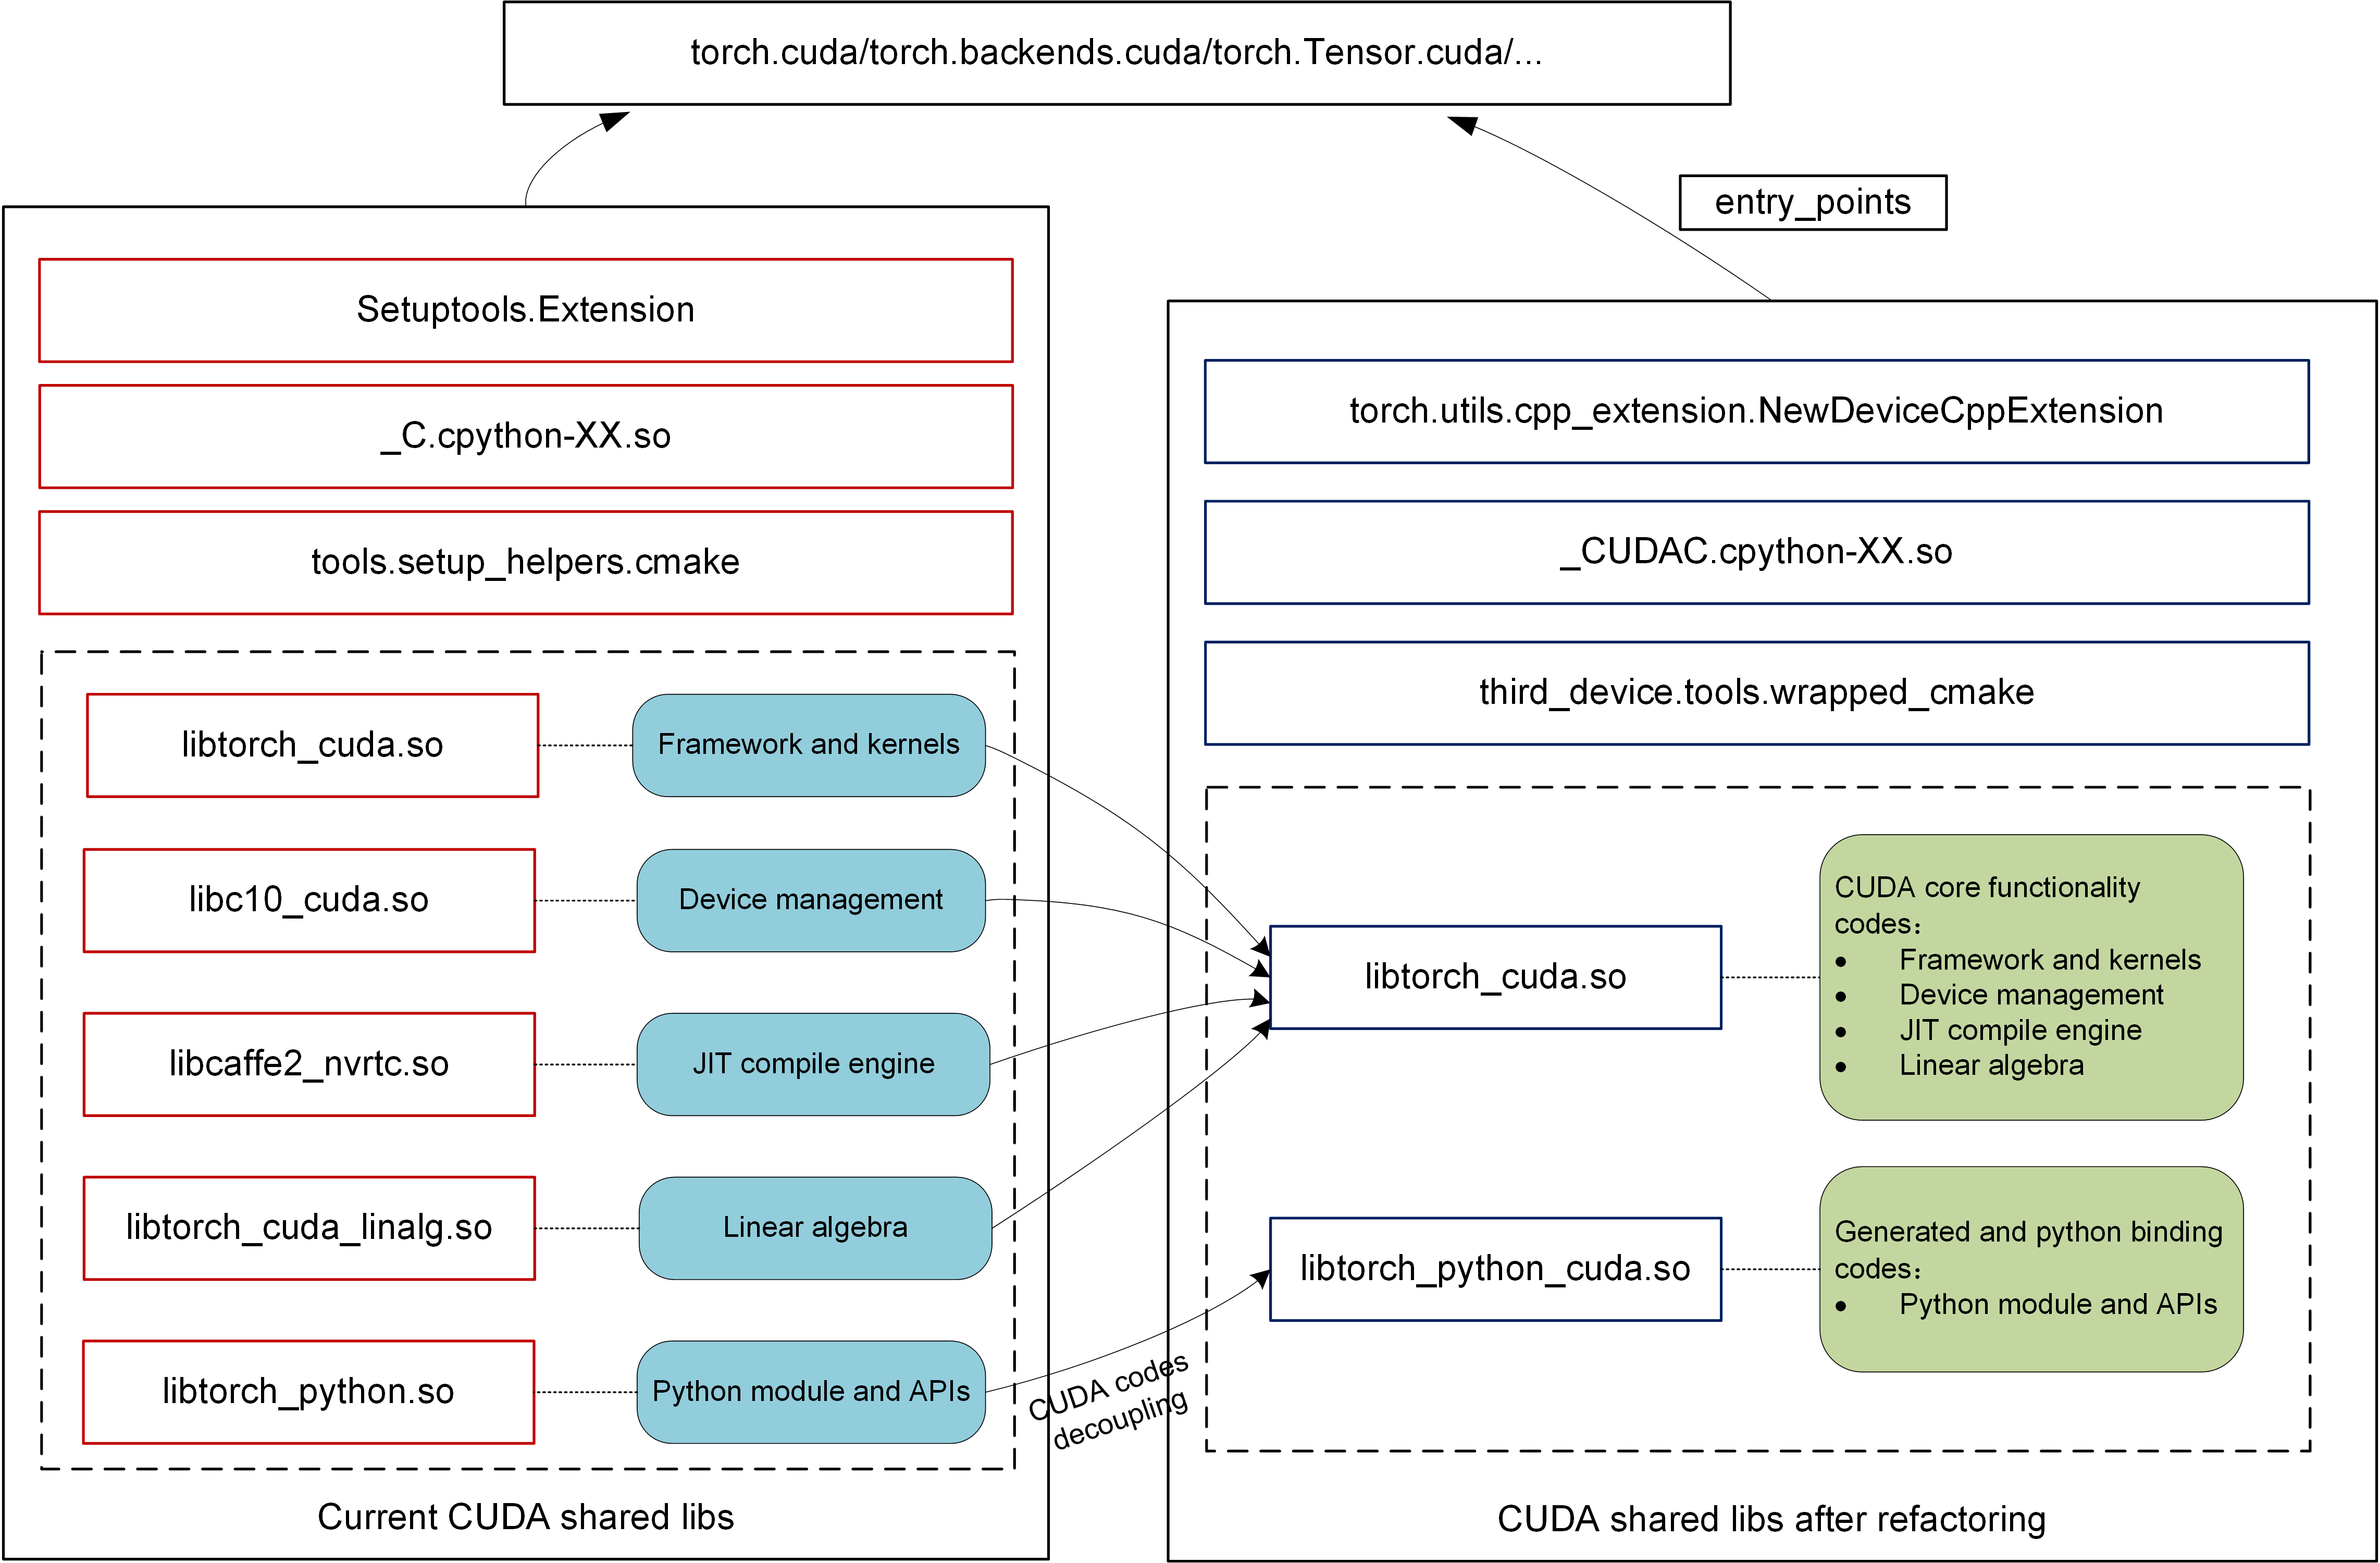 torch.cuda/torch.backends.cuda/torch.Tensor.cuda/...
entry_points
Setuptools.Extension
_C.cpython-XX.so
tools.setup_helpers.cmake
libtorch_cuda.so
Framework and kernels
libc10_cuda.so
Device management
libcaffe2_nvrtc.so
JIT compile engine
libtorch_cuda_linalg.so
Linear algebra
libtorch_python.so
Python module and APIs
Current CUDA shared libs
CUDA codes
decoupling
torch.utils.cpp_extension.NewDeviceCppExtension
_CUDAC.cpython-XX.so
third_device.tools.wrapped_cmake
libtorch_cuda.so
CUDA core functionality
codes：
● Framework and kernels
● Device management
● JIT compile engine
● Linear algebra
libtorch_python_cuda.so
Generated and python binding
codes：
● Python module and APIs
CUDA shared libs after refactoring